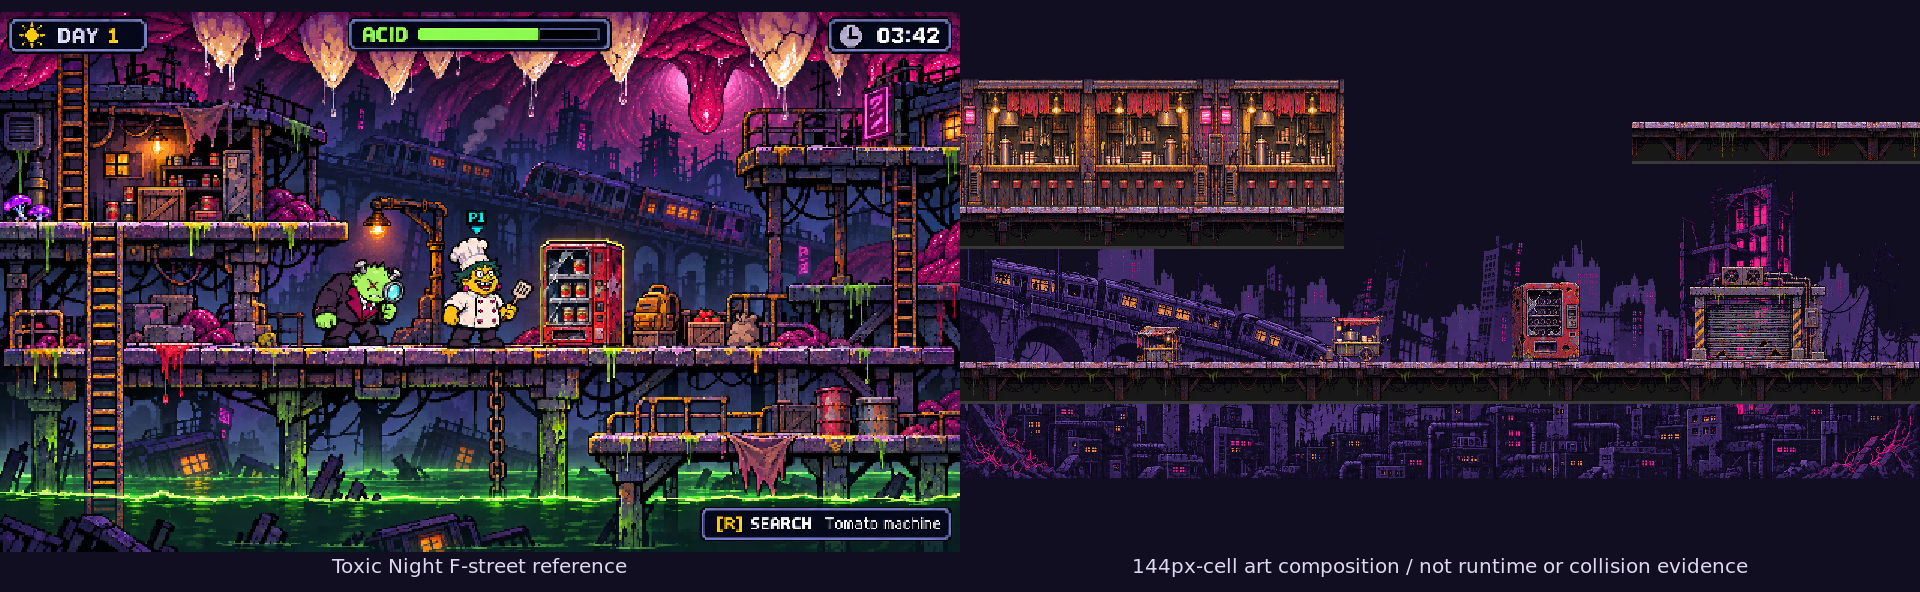 DAY 1
ACID
03:42
P1
[R] SEARCH Tomato machine
Toxic Night F-street reference
144px-cell art composition / not runtime or collision evidence